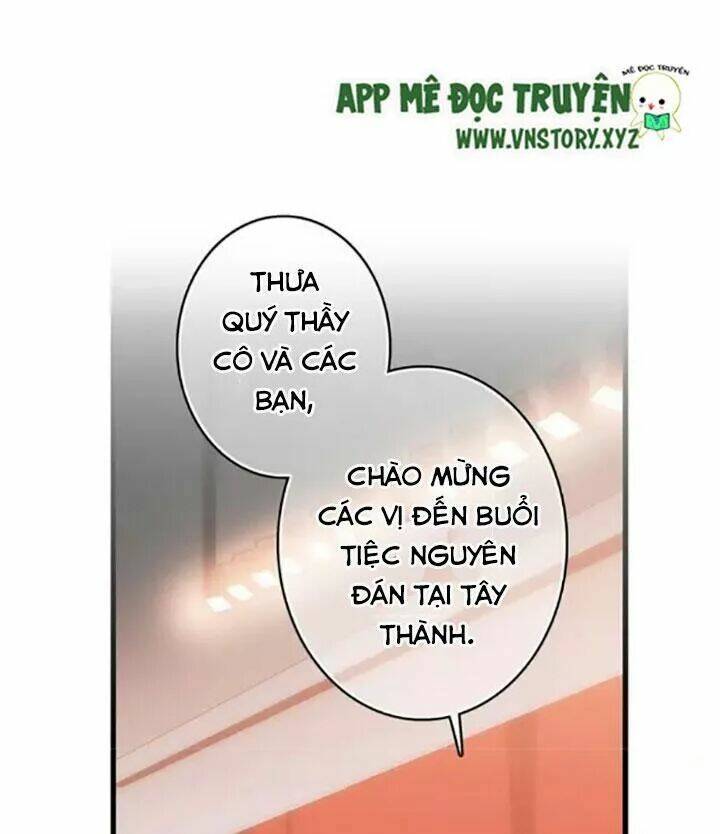 MÊ ĐỌC TRUYỆN
APP MÊ ĐỌC TRUYỆN
WWW.VNSTORY.XYZ
THƯA
QUÝ THẦY
CÔ VÀ CÁC
BẠN,
CHÀO MỪNG
CÁC VỊ ĐẾN BUỔI
TIỆC NGUYÊN
ĐÁN TẠI TÂY
THÀNH.